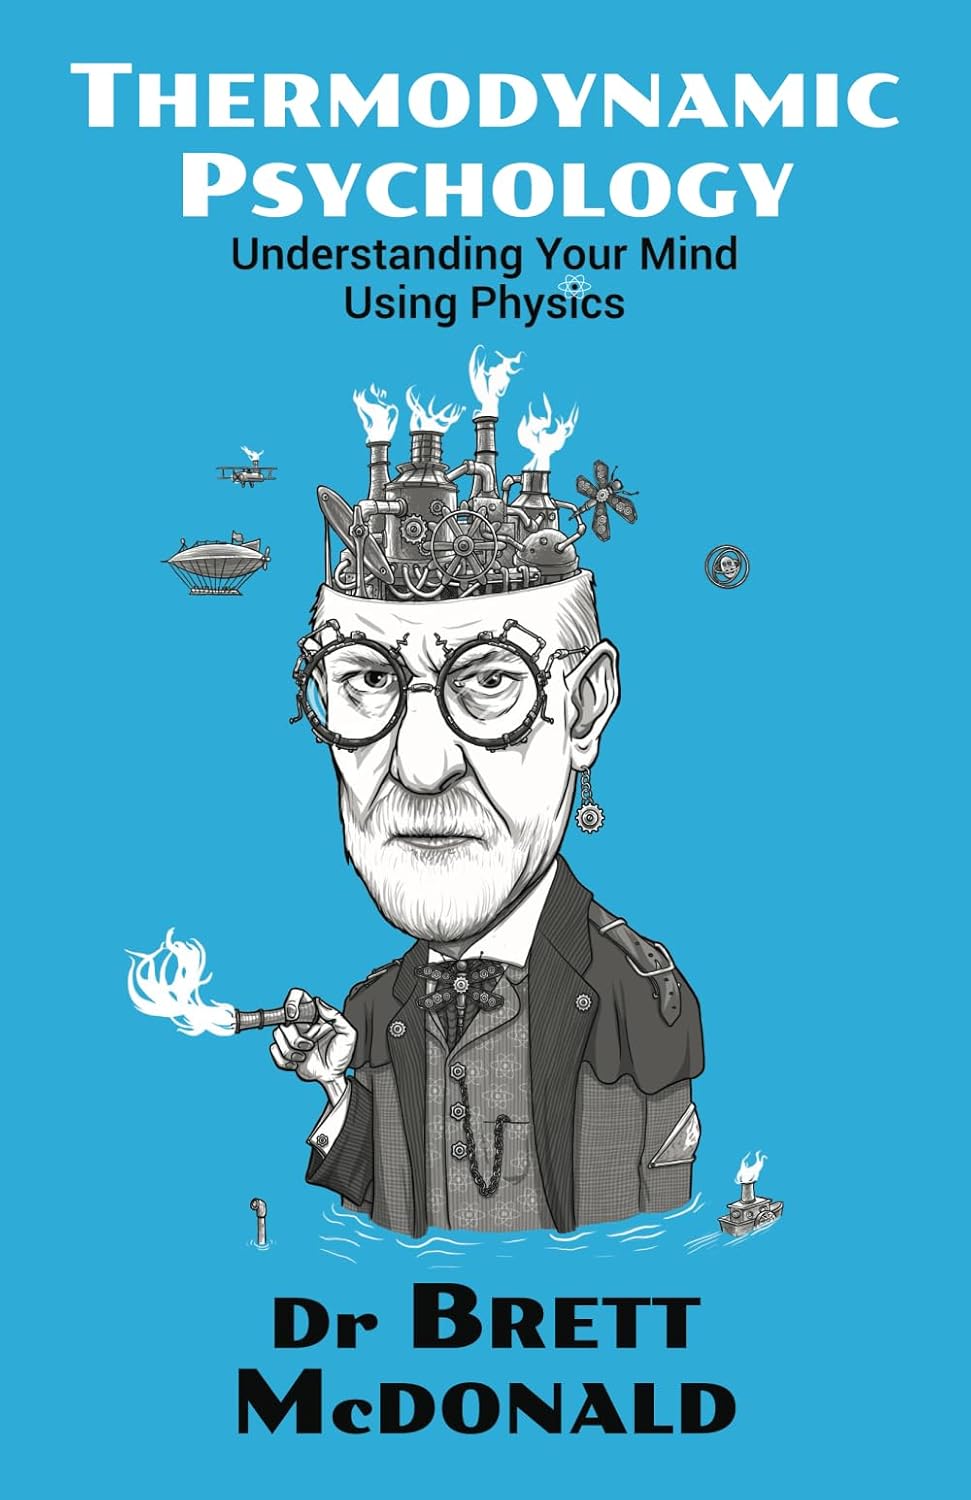 THERMODYNAMIC
PSYCHOLOGY
Understanding Your Mind
Using Physics
Dr BRETT
McDONALD